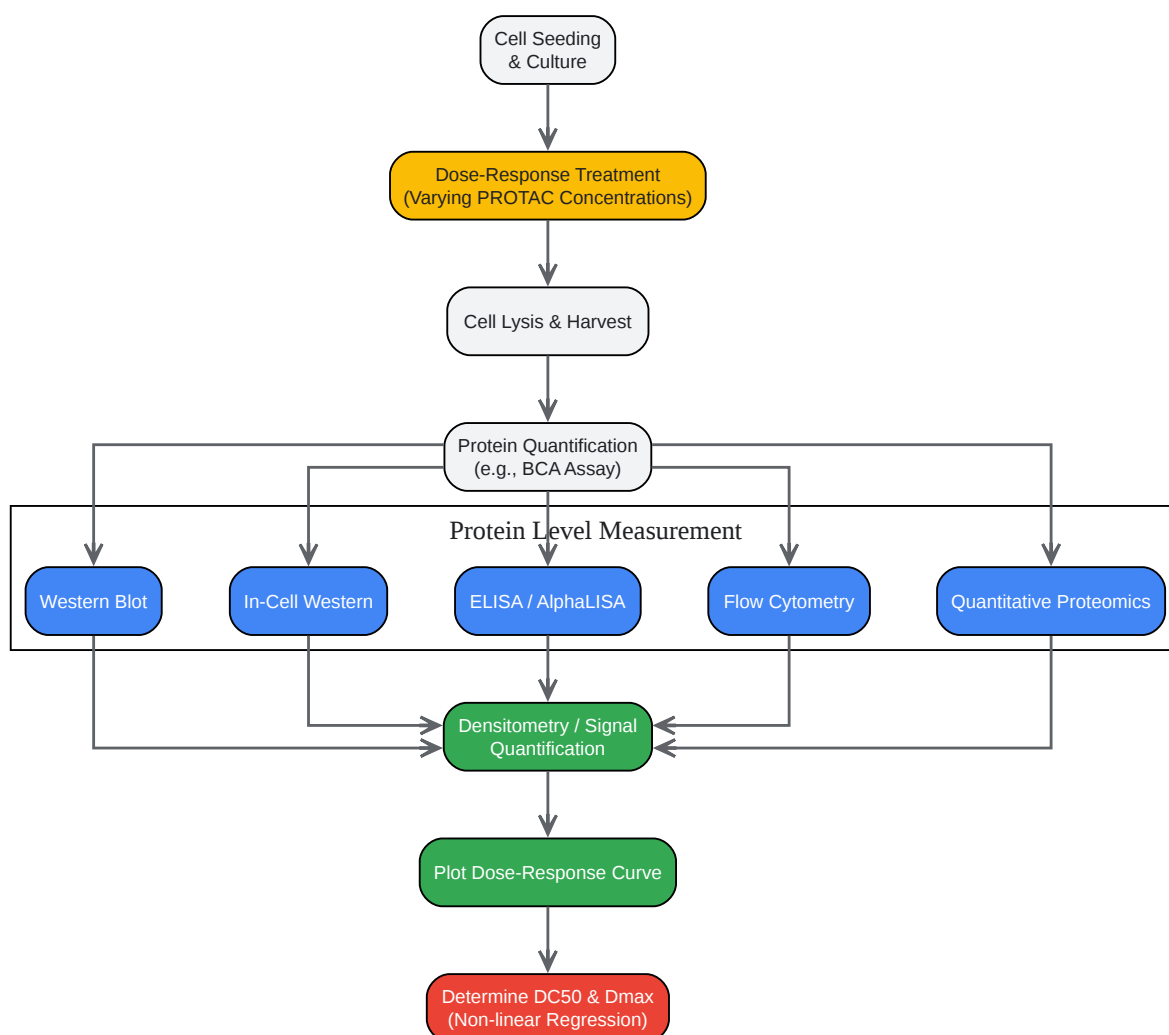 Cell Seeding
& Culture
Dose-Response Treatment
(Varying PROTAC Concentrations)
Cell Lysis & Harvest
Protein Quantification
(e.g., BCA Assay)
Protein Level Measurement
Western Blot
In-Cell Western
ELISA / AlphaLISA
Flow Cytometry
Quantitative Proteomics
Densitometry / Signal
Quantification
Plot Dose-Response Curve
Determine DC50 & Dmax
(Non-linear Regression)